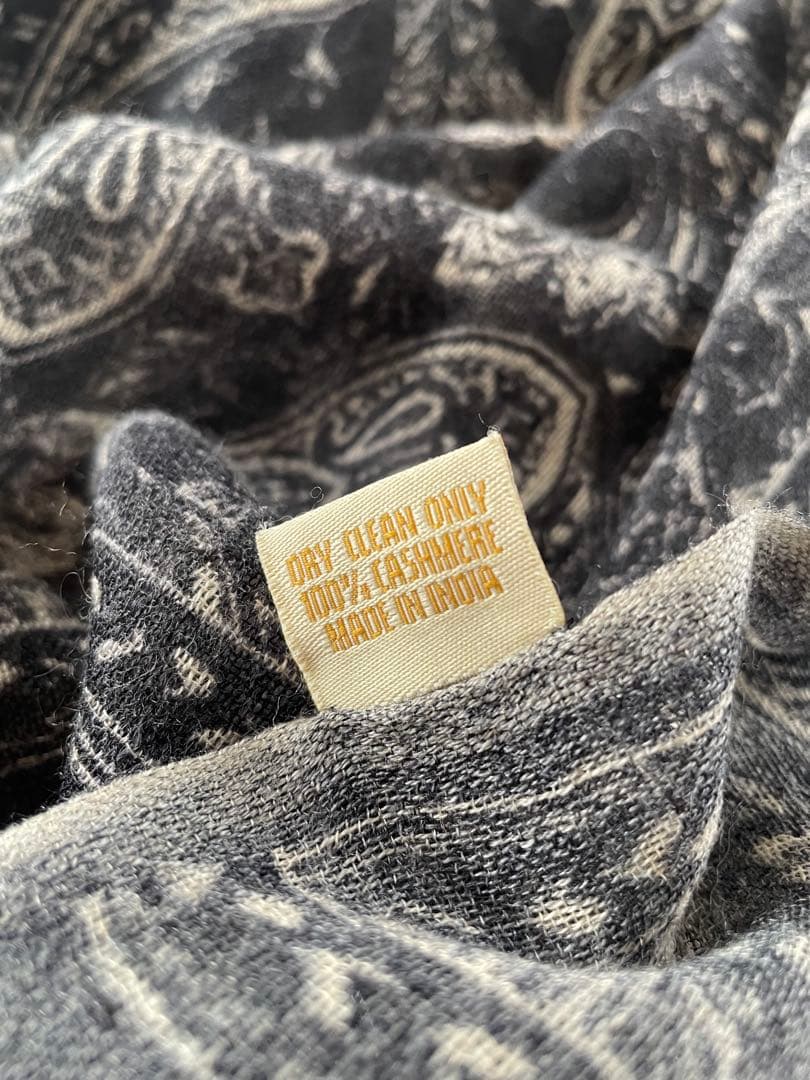 DRY CLEAN ONLY
100% CASHMERE
MADE IN INDIA